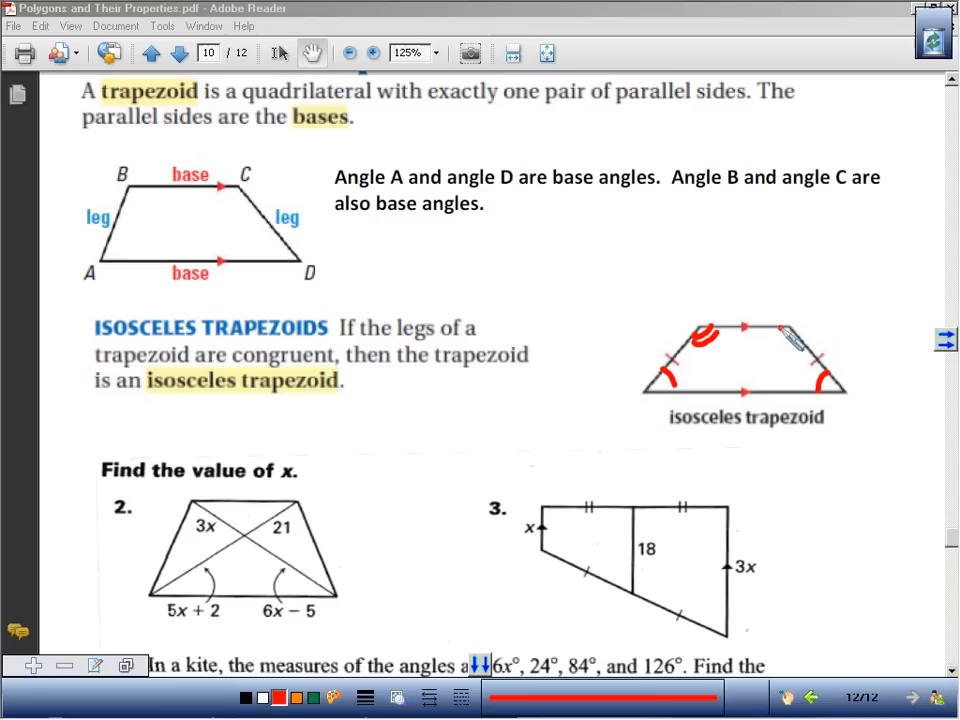 Polygons and Their Properties.pdf - Adobe Reader
File Edit View Document Tools Window Help
10 / 12 125%
A trapezoid is a quadrilateral with exactly one pair of parallel sides. The
parallel sides are the bases.
B base C
leg leg
A base D
Angle A and angle D are base angles. Angle B and angle C are
also base angles.
ISOSCELES TRAPEZOIDS If the legs of a
trapezoid are congruent, then the trapezoid
is an isosceles trapezoid.
isosceles trapezoid
Find the value of x.
2.
3x 21
5x + 2 6x − 5
3.
x
18
3x
In a kite, the measures of the angles a 6x°, 24°, 84°, and 126°. Find the
12/12